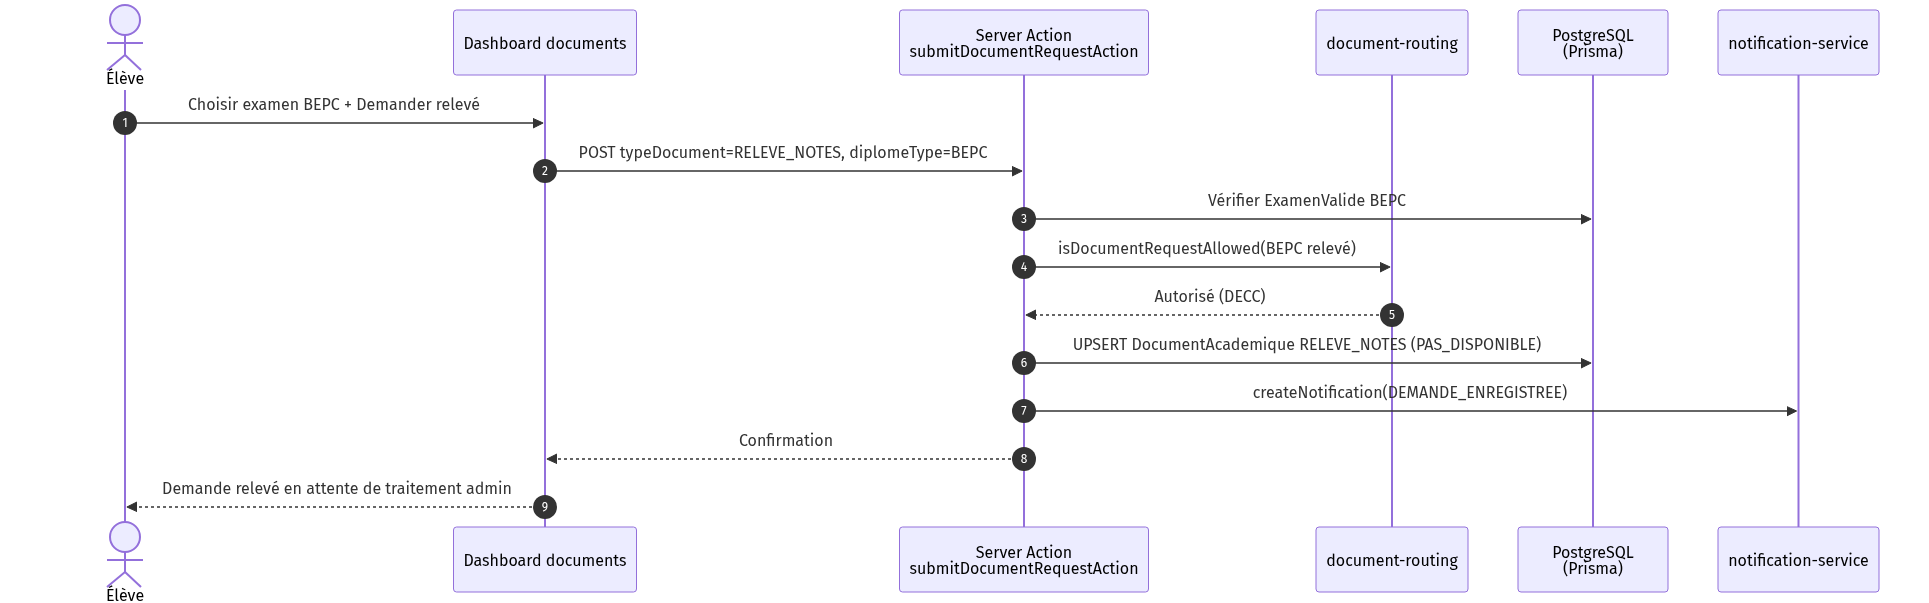 Élève
Dashboard documents
Server Action
submitDocumentRequestAction
document-routing
PostgreSQL
(Prisma)
notification-service
Choisir examen BEPC + Demander relevé
1
POST typeDocument=RELEVE_NOTES, diplomeType=BEPC
2
Vérifier ExamenValide BEPC
3
isDocumentRequestAllowed(BEPC relevé)
4
Autorisé (DECC)
5
UPSERT DocumentAcademique RELEVE_NOTES (PAS_DISPONIBLE)
6
createNotification(DEMANDE_ENREGISTREE)
7
Confirmation
8
Demande relevé en attente de traitement admin
9
Élève
Dashboard documents
Server Action
submitDocumentRequestAction
document-routing
PostgreSQL
(Prisma)
notification-service